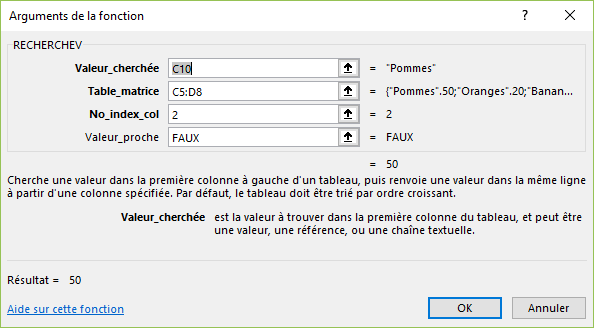 Arguments de la fonction
?
RECHERCHEV
Valeur_cherchée C10 = "Pommes"
Table_matrice C5:D8 = {"Pommes".50;"Oranges".20;"Banan...
No_index_col 2 = 2
Valeur_proche FAUX = FAUX
= 50
Cherche une valeur dans la première colonne à gauche d'un tableau, puis renvoie une valeur dans la même ligne
à partir d'une colonne spécifiée. Par défaut, le tableau doit être trié par ordre croissant.
Valeur_cherchée est la valeur à trouver dans la première colonne du tableau, et peut être
une valeur, une référence, ou une chaîne textuelle.
Résultat = 50
Aide sur cette fonction
OK Annuler